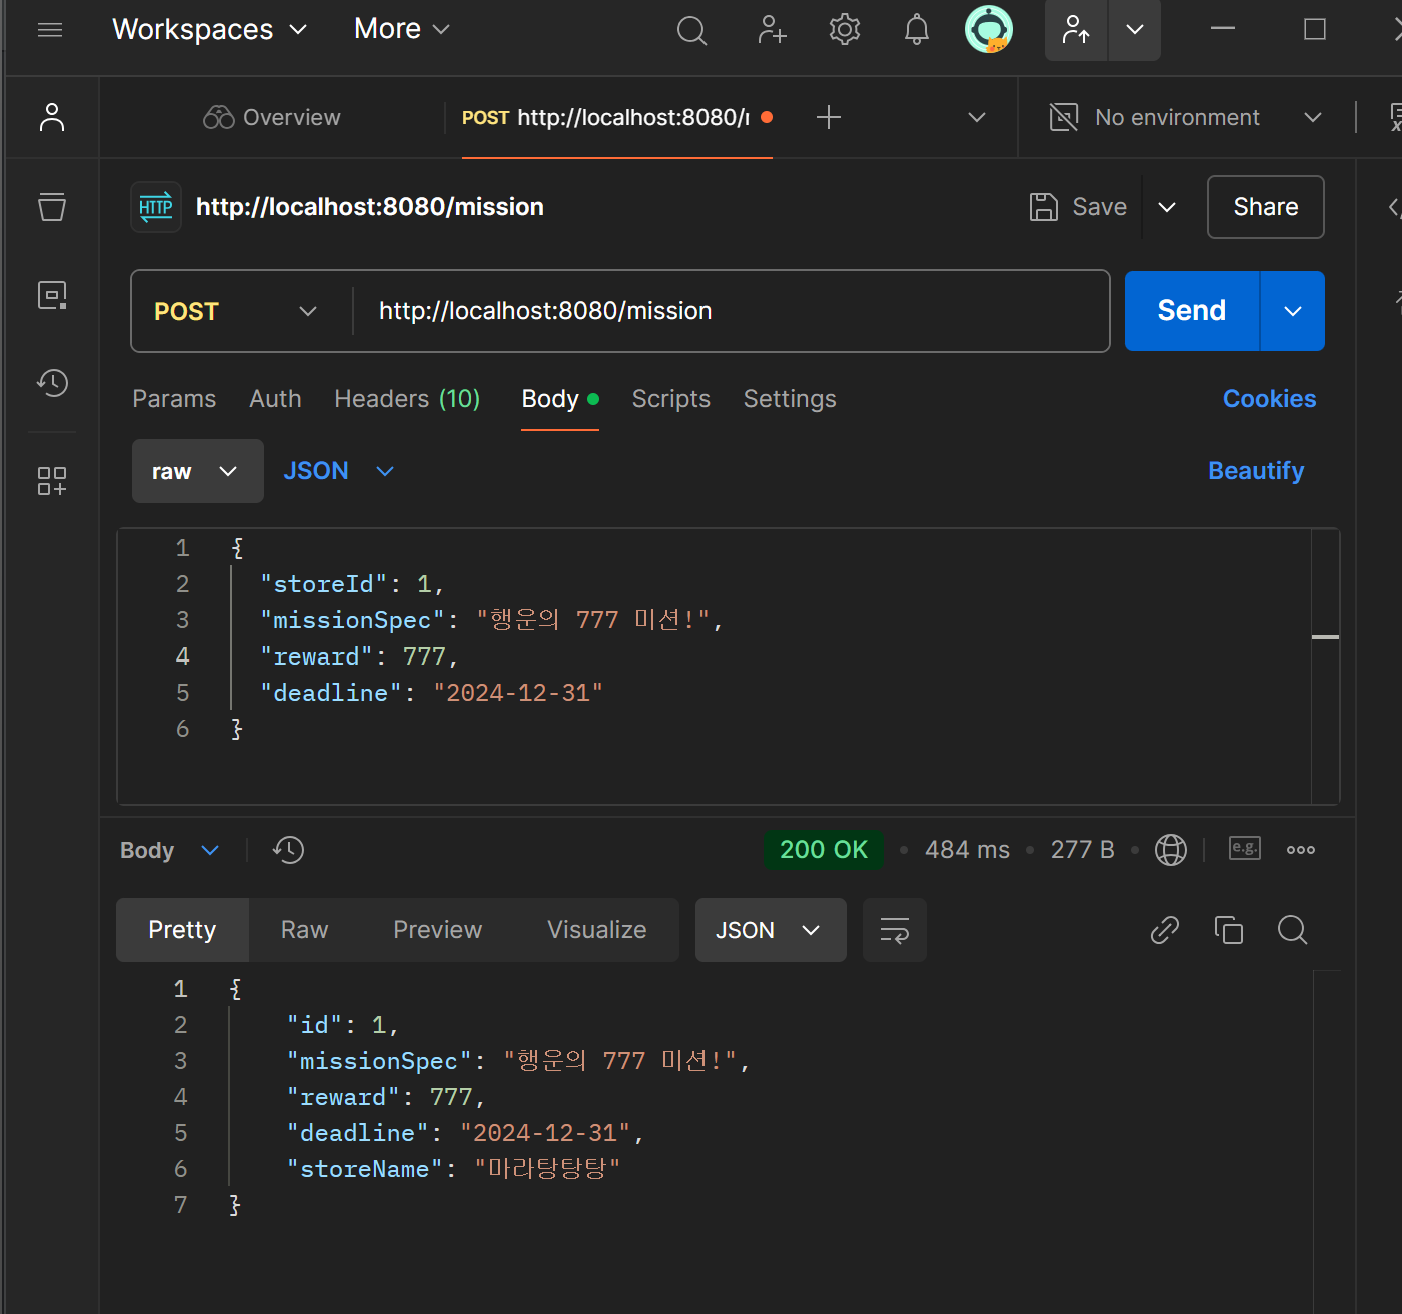 Workspaces More
Overview POST http://localhost:8080/ No environment
HTTP http://localhost:8080/mission Save Share
POST http://localhost:8080/mission Send
Params Auth Headers (10) Body Scripts Settings Cookies
raw JSON Beautify
1 {
2 "storeId": 1,
3 "missionSpec": "행운의 777 미션!",
4 "reward": 777,
5 "deadline": "2024-12-31"
6 }
Body 200 OK 484 ms 277 B e.g.
Pretty Raw Preview Visualize JSON
1 {
2 "id": 1,
3 "missionSpec": "행운의 777 미션!",
4 "reward": 777,
5 "deadline": "2024-12-31",
6 "storeName": "마라탕탕탕"
7 }